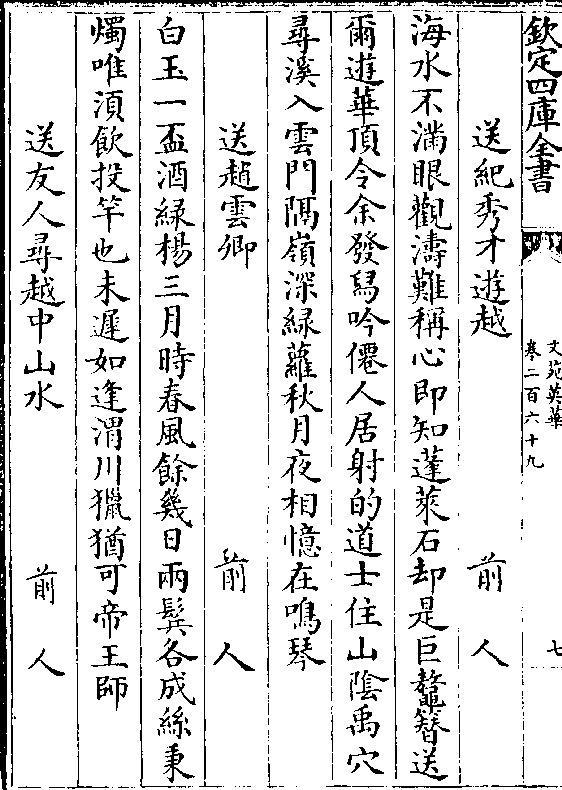 欽定四庫全書
文苑英華
卷二百六十九
七
送紀秀才遊越 前人
海水不滿眼觀濤難稱心即知蓬萊石却是巨鼇簪送
爾遊華頂令余發舄吟僊人居射的道士住山陰禹穴
尋溪入雲門隔嶺深緑蘿秋月夜相憶在鳴琴
送趙雲卿 前人
白玉一盃酒緑楊三月時春風餘幾日兩鬂各成絲秉
燭唯湏飲投竿也未遲如逢渭川獵猶可帝王師
送友人尋越中山水 前人